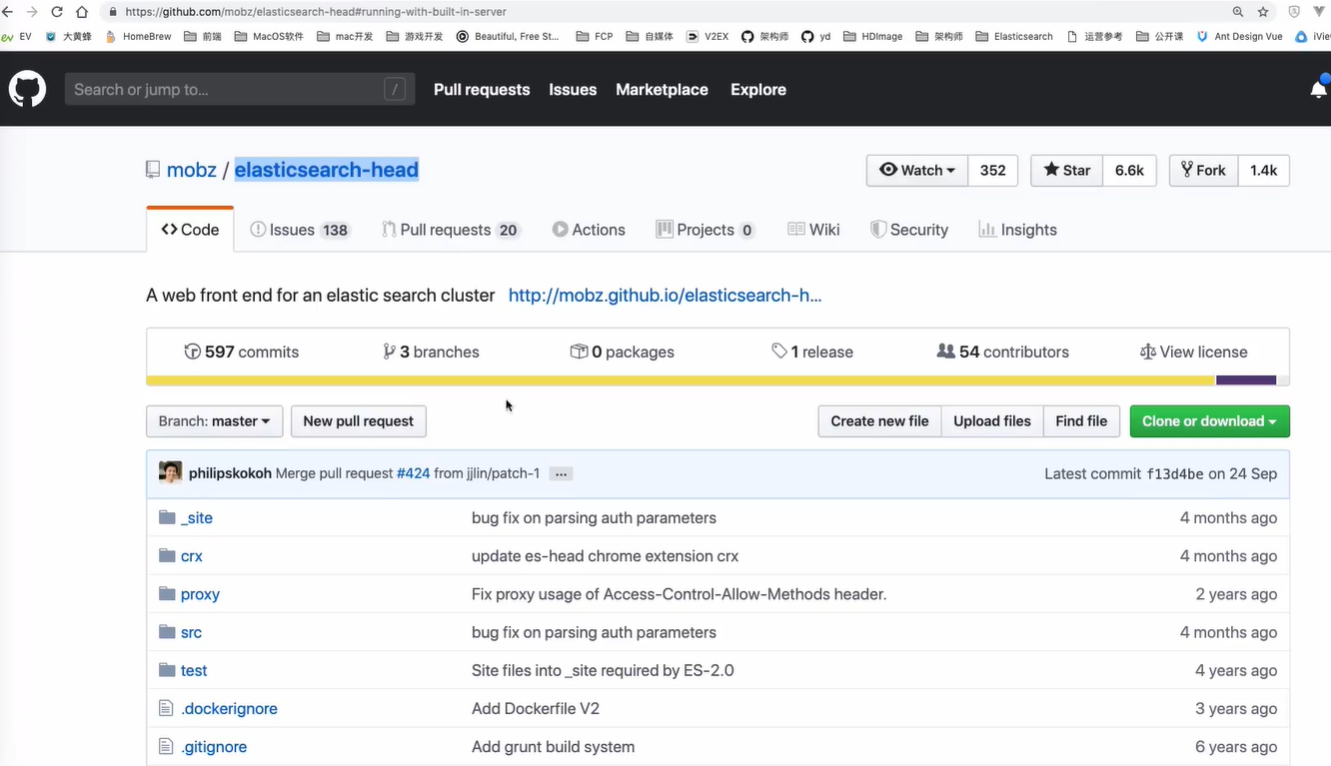 https://github.com/mobz/elasticsearch-head#running-with-built-in-server
EV 大黄蜂 HomeBrew 前端 MacOS软件 mac开发 游戏开发 Beautiful, Free St... FCP 自媒体 V2EX 架构师 yd HDImage 架构师 Elasticsearch 运营参考 公开课 Ant Design Vue iVie
Search or jump to... / Pull requests Issues Marketplace Explore
mobz / elasticsearch-head Watch 352 Star 6.6k Fork 1.4k
Code Issues 138 Pull requests 20 Actions Projects 0 Wiki Security Insights
A web front end for an elastic search cluster http://mobz.github.io/elasticsearch-h...
597 commits 3 branches 0 packages 1 release 54 contributors View license
Branch: master New pull request Create new file Upload files Find file Clone or download
philipskokoh Merge pull request #424 from jjlin/patch-1 ... Latest commit f13d4be on 24 Sep
_site bug fix on parsing auth parameters 4 months ago
crx update es-head chrome extension crx 4 months ago
proxy Fix proxy usage of Access-Control-Allow-Methods header. 2 years ago
src bug fix on parsing auth parameters 4 months ago
test Site files into _site required by ES-2.0 4 years ago
.dockerignore Add Dockerfile V2 3 years ago
.gitignore Add grunt build system 6 years ago